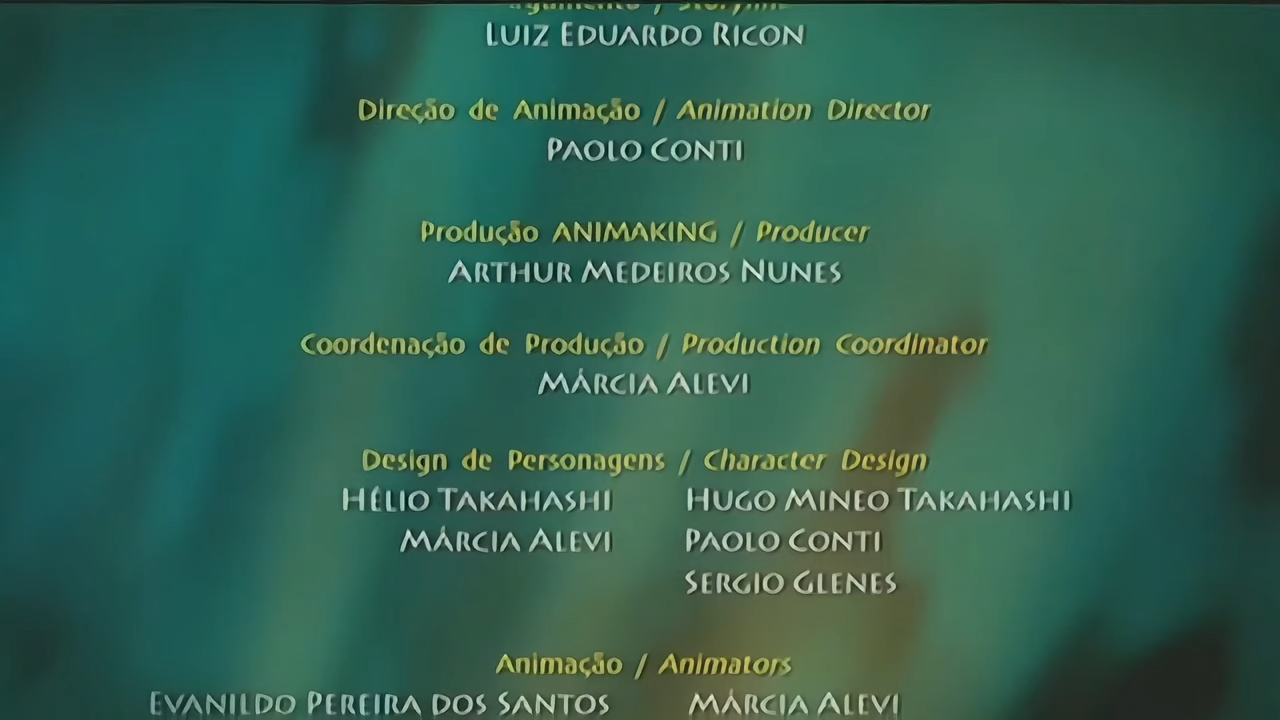 LUIZ EDUARDO RICON
Direção de Animação / Animation Director
PAOLO CONTI
Produção ANIMAKING / Producer
ARTHUR MEDEIROS NUNES
Coordenação de Produção / Production Coordinator
MÁRCIA ALEVI
Design de Personagens / Character Design
HÉLIO TAKAHASHI HUGO MINEO TAKAHASHI
MÁRCIA ALEVI PAOLO CONTI
SERGIO GLENES
Animação / Animators
EVANILDO PEREIRA DOS SANTOS MÁRCIA ALEVI